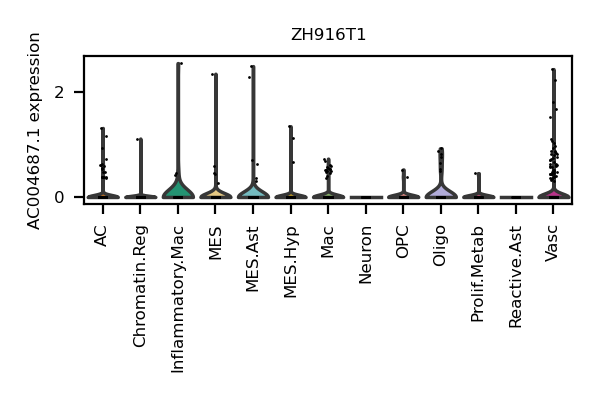 ZH916T1
AC004687.1 expression
2
0
AC
Chromatin.Reg
Inflammatory.Mac
MES
MES.Ast
MES.Hyp
Mac
Neuron
OPC
Oligo
Prolif.Metab
Reactive.Ast
Vasc